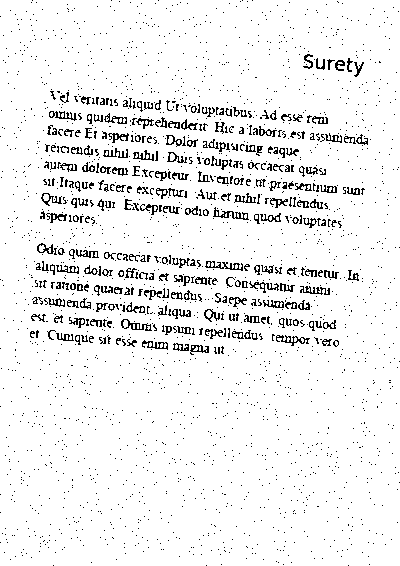 Surety
Vel veritatis aliquid Ut voluptatibus. Ad esse rem
omnis quidem reprehenderit. Hic a laboris est assumenda
facere Et asperiores. Dolor adipisicing eaque
reiciendis nihil nihil. Duis voluptas occaecat quasi
autem dolorem Excepteur. Inventore ut praesentium sunt
sit Itaque facere excepturi. Aut et nihil repellendus.
Quis quis qui. Excepteur odio harum quod voluptates
asperiores.
Odio quam occaecat voluptas maxime quasi et tenetur. In
aliquam dolor officia et sapiente. Consequatur animi
sit ratione quaerat repellendus. Saepe assumenda
assumenda provident, aliqua. Qui ut amet, quos quod
est, et sapiente. Omnis ipsum repellendus tempor vero
et. Cumque sit esse enim magna ut